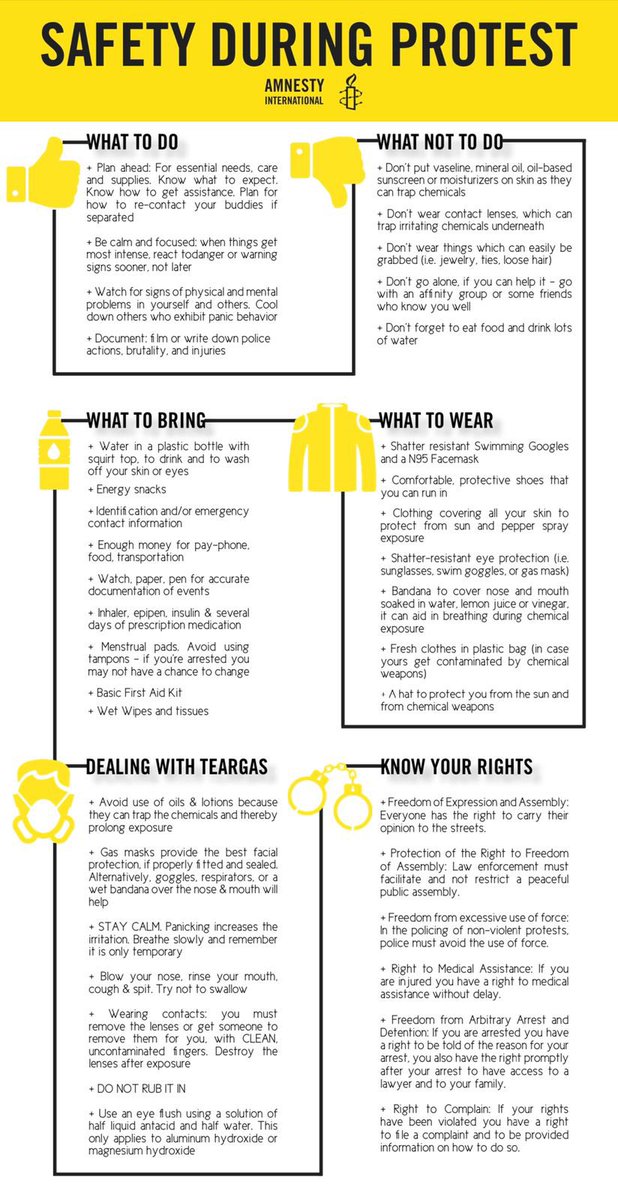 SAFETY DURING PROTEST
AMNESTY
INTERNATIONAL
WHAT TO DO
+ Plan ahead: For essential needs, care
and supplies. Know what to expect.
Know how to get assistance. Plan for
how to re-contact your buddies if
separated
+ Be calm and focused: when things get
most intense, react todanger or warning
signs sooner, not later
+ Watch for signs of physical and mental
problems in yourself and others. Cool
down others who exhibit panic behavior
+ Document: film or write down police
actions, brutality, and injuries
WHAT NOT TO DO
+ Don't put vaseline, mineral oil, oil-based
sunscreen or moisturizers on skin as they
can trap chemicals
+ Don't wear contact lenses, which can
trap irritating chemicals underneath
+ Don't wear things which can easily be
grabbed (i.e. jewelry, ties, loose hair)
+ Don't go alone, if you can help it - go
with an affinity group or some friends
who know you well
+ Don't forget to eat food and drink lots
of water
WHAT TO BRING
+ Water in a plastic bottle with
squirt top, to drink and to wash
off your skin or eyes
+ Energy snacks
+ Identification and/or emergency
contact information
+ Enough money for pay-phone,
food, transportation
+ Watch, paper, pen for accurate
documentation of events
+ Inhaler, epipen, insulin & several
days of prescription medication
+ Menstrual pads. Avoid using
tampons - if you're arrested you
may not have a chance to change
+ Basic First Aid Kit
+ Wet Wipes and tissues
WHAT TO WEAR
+ Shatter resistant Swimming Googles
and a N95 Facemask
+ Comfortable, protective shoes that
you can run in
+ Clothing covering all your skin to
protect from sun and pepper spray
exposure
+ Shatter-resistant eye protection (i.e.
sunglasses, swim goggles, or gas mask)
+ Bandana to cover nose and mouth
soaked in water, lemon juice or vinegar,
it can aid in breathing during chemical
exposure
+ Fresh clothes in plastic bag (in case
yours get contaminated by chemical
weapons)
+ A hat to protect you from the sun and
from chemical weapons
DEALING WITH TEARGAS
+ Avoid use of oils & lotions because
they can trap the chemicals and thereby
prolong exposure
+ Gas masks provide the best facial
protection, if properly fitted and sealed.
Alternatively, goggles, respirators, or a
wet bandana over the nose & mouth will
help
+ STAY CALM. Panicking increases the
irritation. Breathe slowly and remember
it is only temporary
+ Blow your nose, rinse your mouth,
cough & spit. Try not to swallow
+ Wearing contacts: you must
remove the lenses or get someone to
remove them for you, with CLEAN,
uncontaminated fingers. Destroy the
lenses after exposure
+ DO NOT RUB IT IN
+ Use an eye flush using a solution of
half liquid antacid and half water. This
only applies to aluminum hydroxide or
magnesium hydroxide
KNOW YOUR RIGHTS
+ Freedom of Expression and Assembly:
Everyone has the right to carry their
opinion to the streets.
+ Protection of the Right to Freedom
of Assembly: Law enforcement must
facilitate and not restrict a peaceful
public assembly.
+ Freedom from excessive use of force:
In the policing of non-violent protests,
police must avoid the use of force.
+ Right to Medical Assistance: If you
are injured you have a right to medical
assistance without delay.
+ Freedom from Arbitrary Arrest and
Detention: If you are arrested you have
a right to be told of the reason for your
arrest, you also have the right promptly
after your arrest to have access to a
lawyer and to your family.
+ Right to Complain: If your rights
have been violated you have a right
to file a complaint and to be provided
information on how to do so.